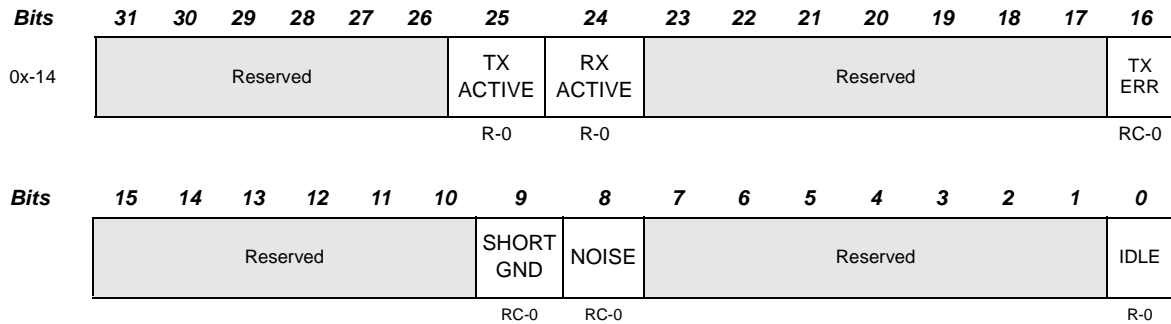 Bits 31 30 29 28 27 26 25 24 23 22 21 20 19 18 17 16
0x-14 Reserved TX ACTIVE RX ACTIVE Reserved TX ERR
R-0 R-0 RC-0
Bits 15 14 13 12 11 10 9 8 7 6 5 4 3 2 1 0
Reserved SHORT GND NOISE Reserved IDLE
RC-0 RC-0 R-0